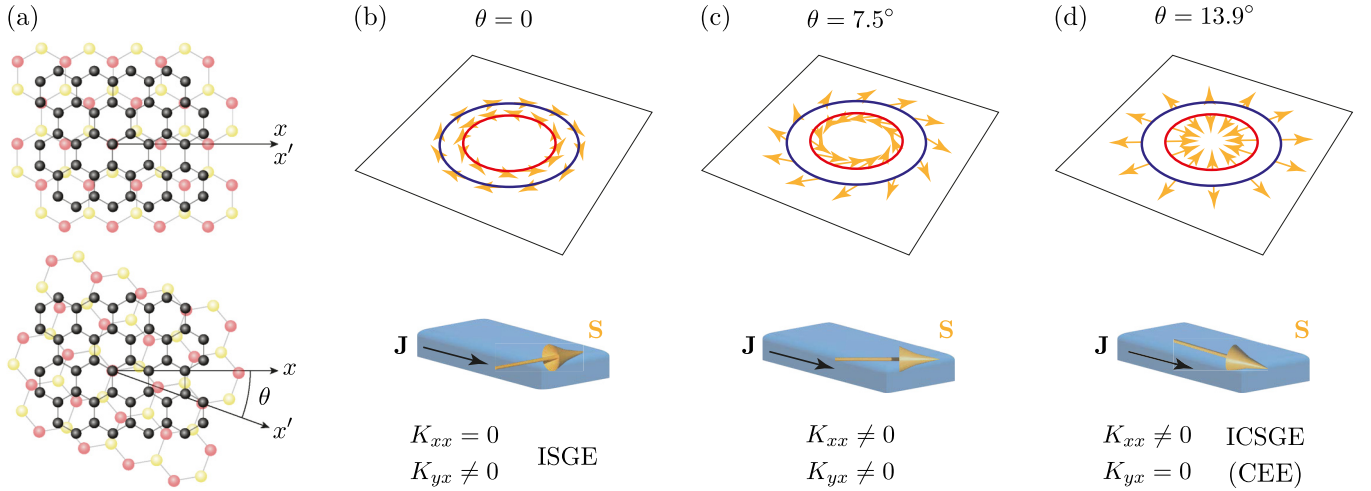 (a)
x
x′
x
θ
x′
(b)
θ = 0
J
S
K_xx = 0
K_yx ≠ 0
ISGE
(c)
θ = 7.5°
J
S
K_xx ≠ 0
K_yx ≠ 0
(d)
θ = 13.9°
J
S
K_xx ≠ 0
K_yx = 0
ICSGE
(CEE)